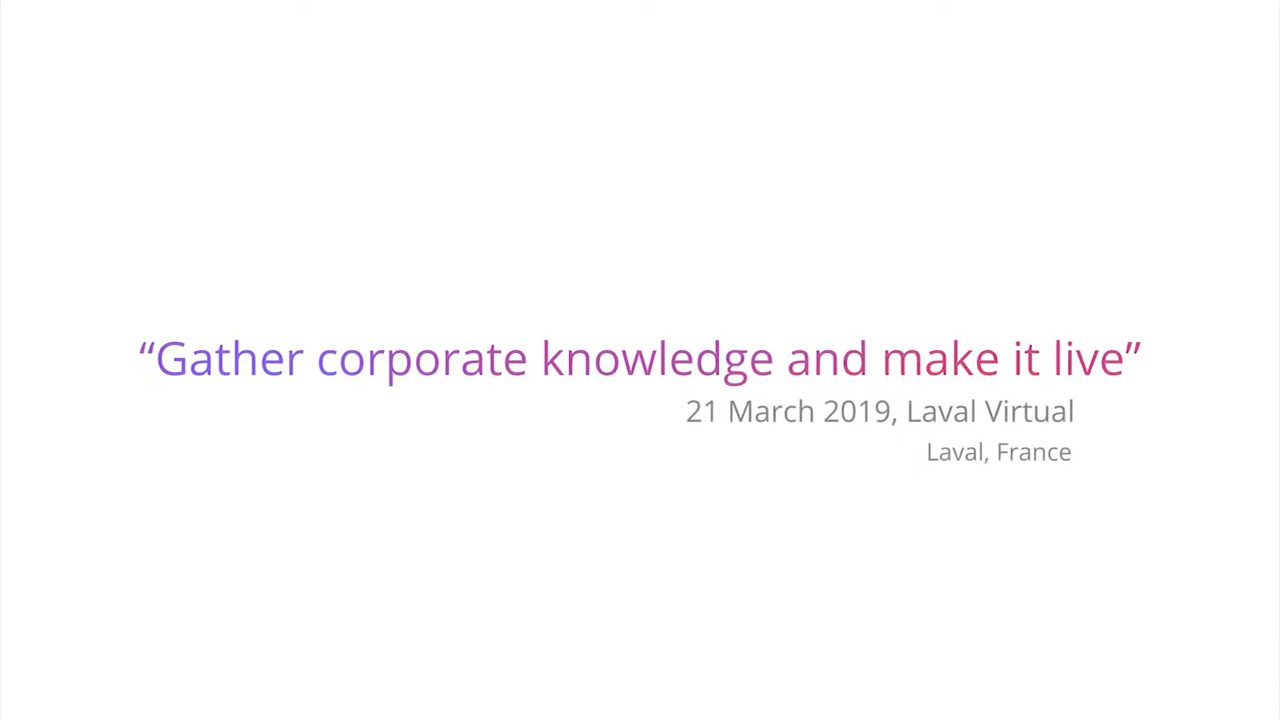 “Gather corporate knowledge and make it live”
21 March 2019, Laval Virtual
Laval, France